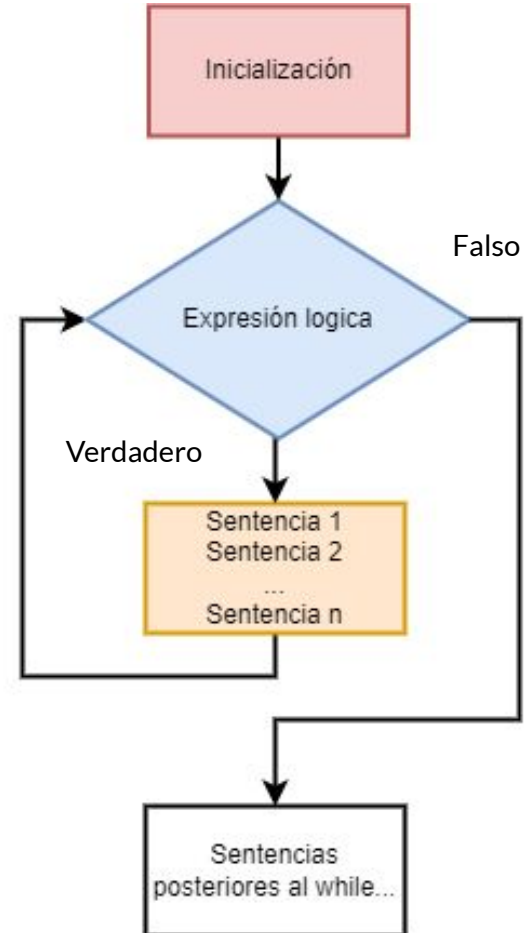 Inicialización
Falso
Expresión logica
Verdadero
Sentencia 1
Sentencia 2
...
Sentencia n
Sentencias
posteriores al while...